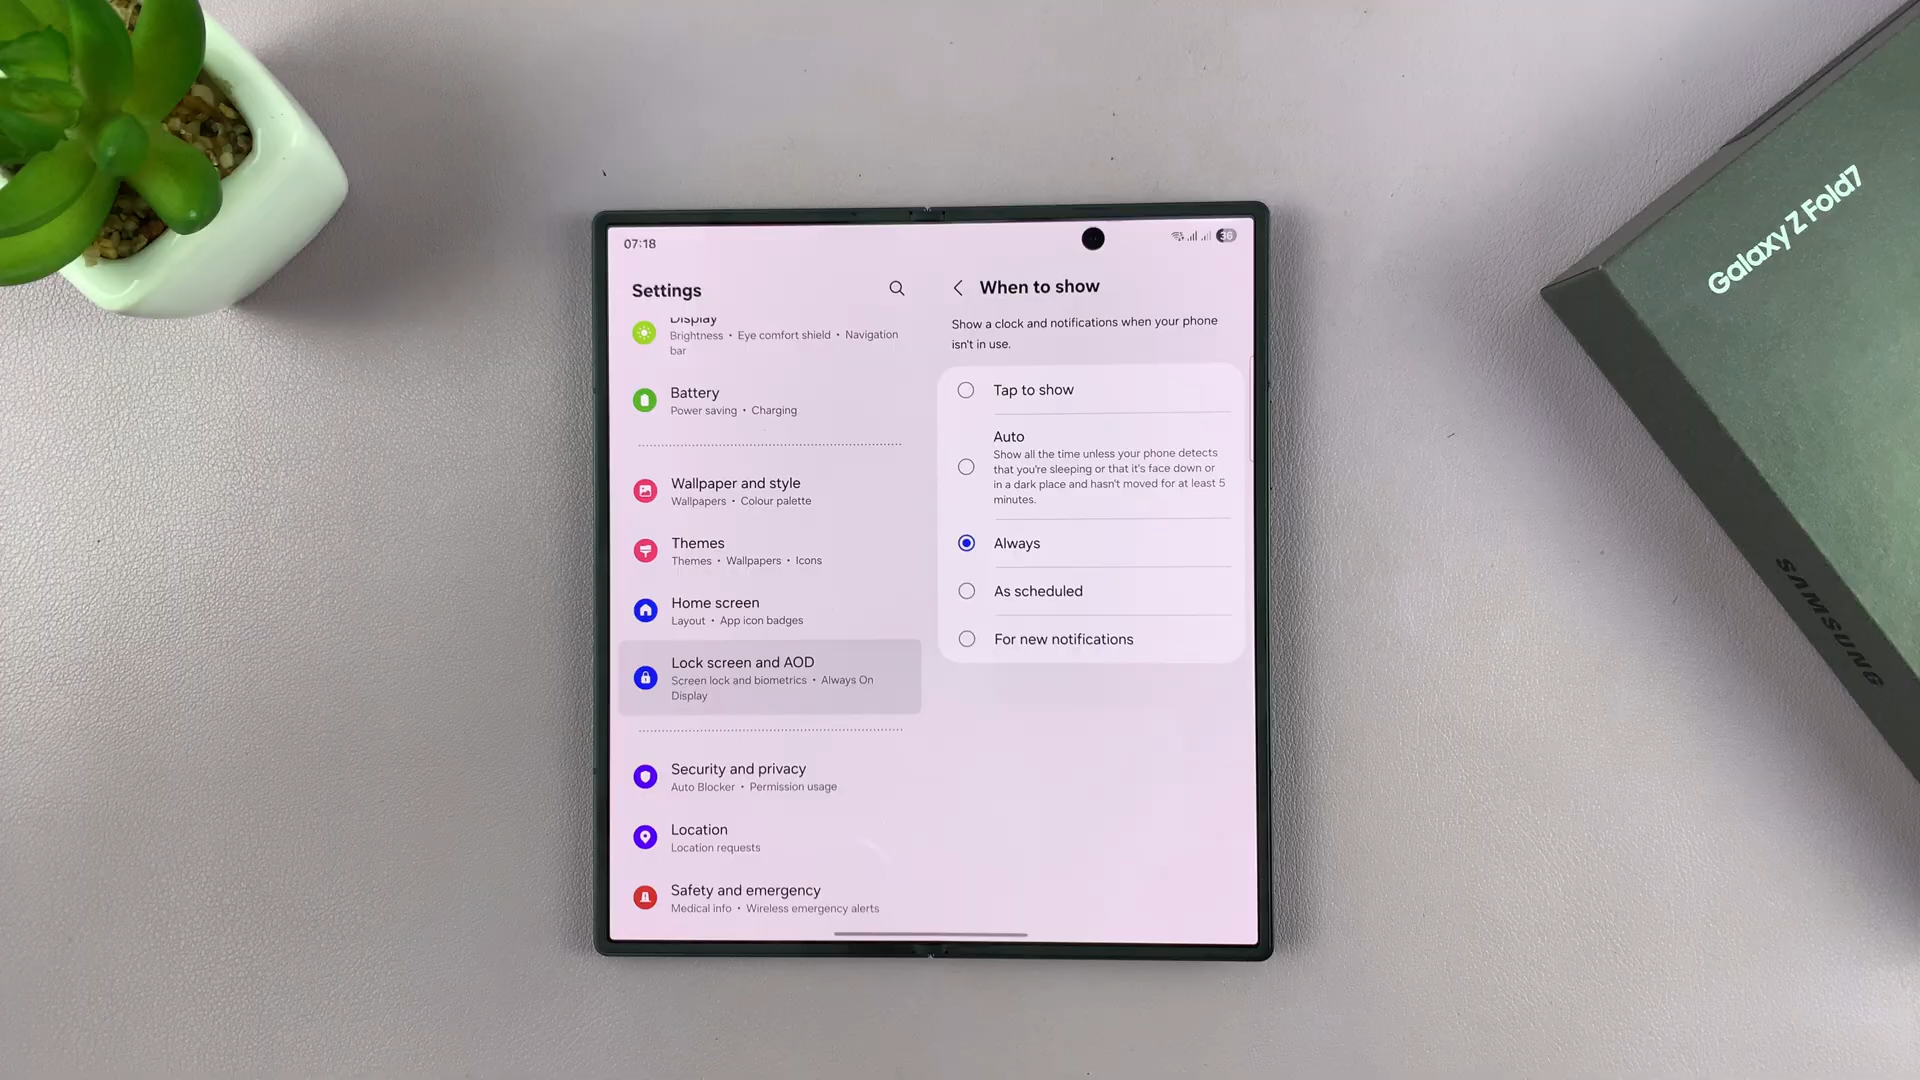 07:18
36
Settings
Display
Brightness • Eye comfort shield • Navigation
bar
Battery
Power saving • Charging
Wallpaper and style
Wallpapers • Colour palette
Themes
Themes • Wallpapers • Icons
Home screen
Layout • App icon badges
Lock screen and AOD
Screen lock and biometrics • Always On
Display
Security and privacy
Auto Blocker • Permission usage
Location
Location requests
Safety and emergency
Medical info • Wireless emergency alerts
When to show
Show a clock and notifications when your phone
isn't in use.
Tap to show
Auto
Show all the time unless your phone detects
that you're sleeping or that it's face down or
in a dark place and hasn't moved for at least 5
minutes.
Always
As scheduled
For new notifications
Galaxy Z Fold7
SAMSUNG